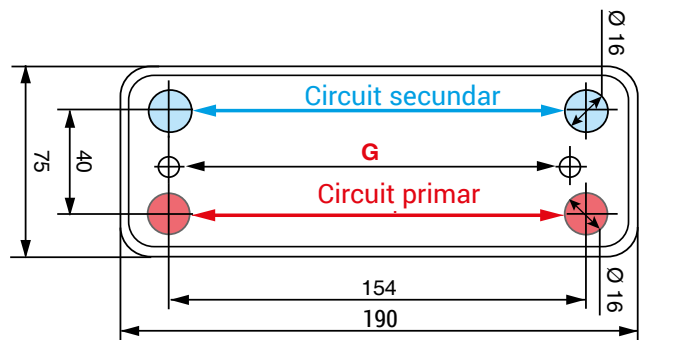 Ø 16
Circuit secundar
G
Circuit primar
75
40
Ø 16
154
190